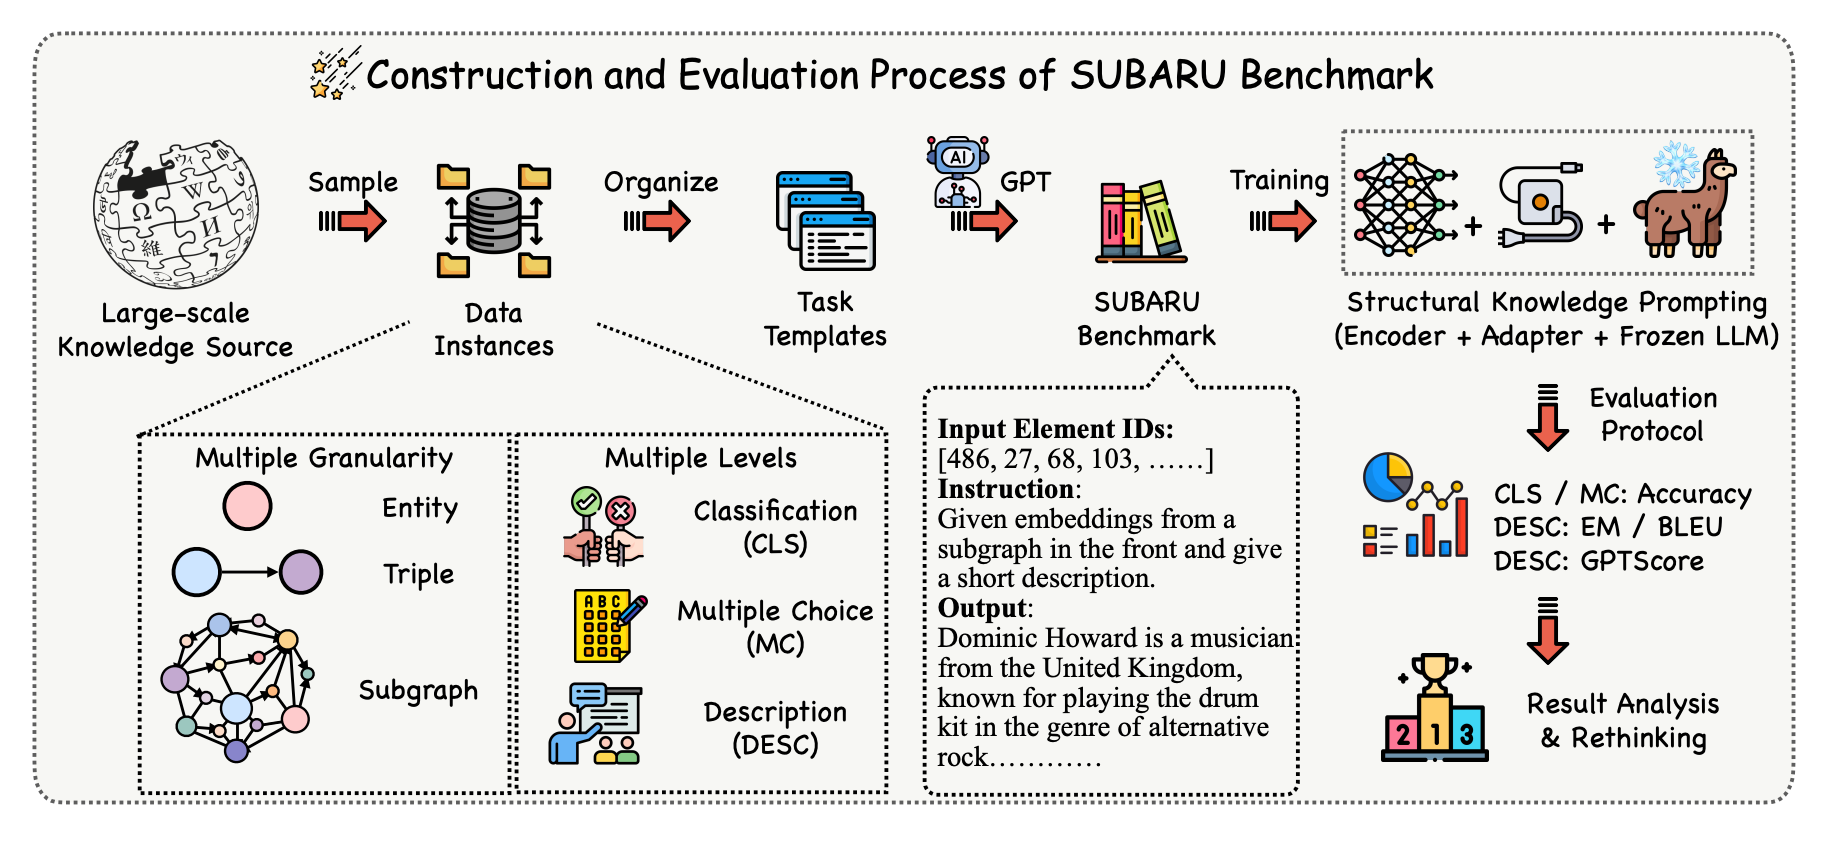 Construction and Evaluation Process of SUBARU Benchmark
Sample
Organize
AI
GPT
Training
Ω
W
И
維
7
+
+
Large-scale
Knowledge Source
Data
Instances
Task
Templates
SUBARU
Benchmark
Structural Knowledge Prompting
(Encoder + Adapter + Frozen LLM)
Multiple Granularity
Entity
Triple
Subgraph
Multiple Levels
Classification
(CLS)
A B C
Multiple Choice
(MC)
Description
(DESC)
Input Element IDs:
[486, 27, 68, 103, ……]
Instruction:
Given embeddings from a
subgraph in the front and give
a short description.
Output:
Dominic Howard is a musician
from the United Kingdom,
known for playing the drum
kit in the genre of alternative
rock…………
Evaluation
Protocol
CLS / MC: Accuracy
DESC: EM / BLEU
DESC: GPTScore
2 1 3
Result Analysis
& Rethinking